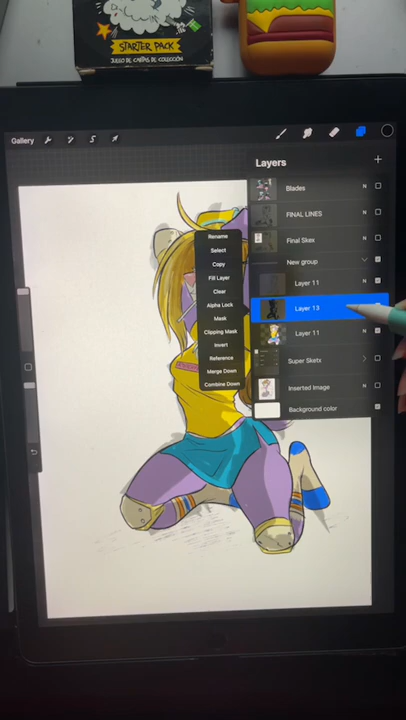 STARTER PACK
JUEGO DE CARTAS DE COLECCIÓN
Gallery
Layers
Blades
N
FINAL LINES
N
Final Skex
N
New group
Layer 11
N
Layer 13
Layer 11
N
Super Sketx
Inserted Image
N
Background color
Rename
Select
Copy
Fill Layer
Clear
Alpha Lock
Mask
Clipping Mask
Invert
Reference
Merge Down
Combine Down